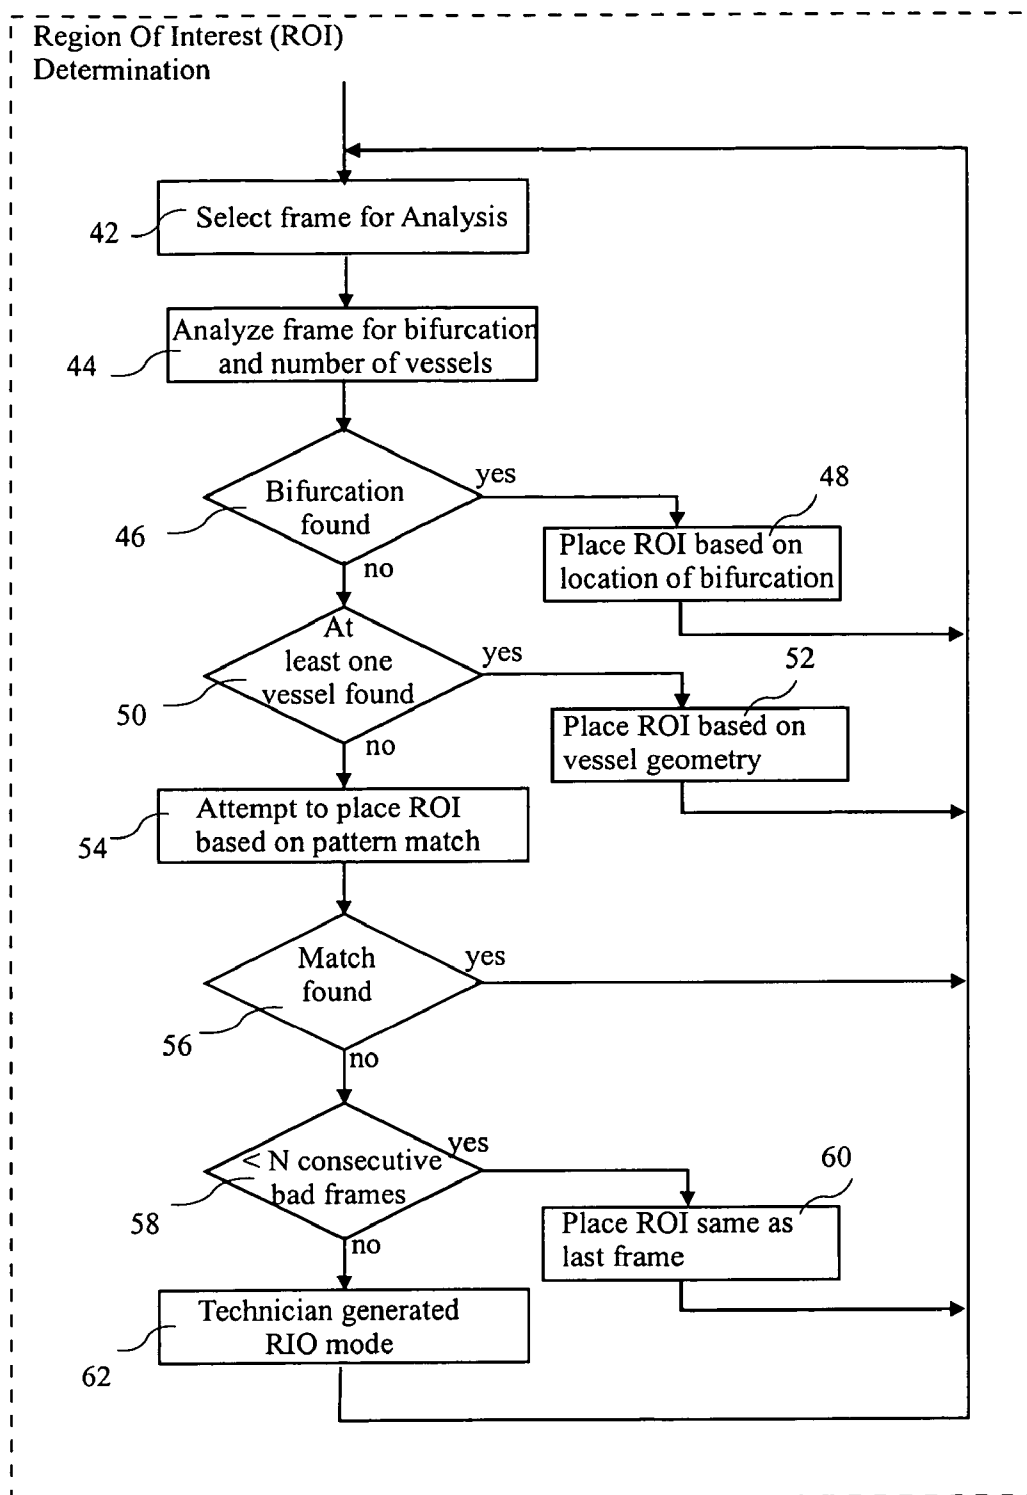 Region Of Interest (ROI)
Determination
42
Select frame for Analysis
44
Analyze frame for bifurcation
and number of vessels
46
Bifurcation
found
yes
no
48
Place ROI based on
location of bifurcation
50
At
least one
vessel found
yes
no
52
Place ROI based on
vessel geometry
54
Attempt to place ROI
based on pattern match
56
Match
found
yes
no
58
< N consecutive
bad frames
yes
no
60
Place ROI same as
last frame
62
Technician generated
RIO mode